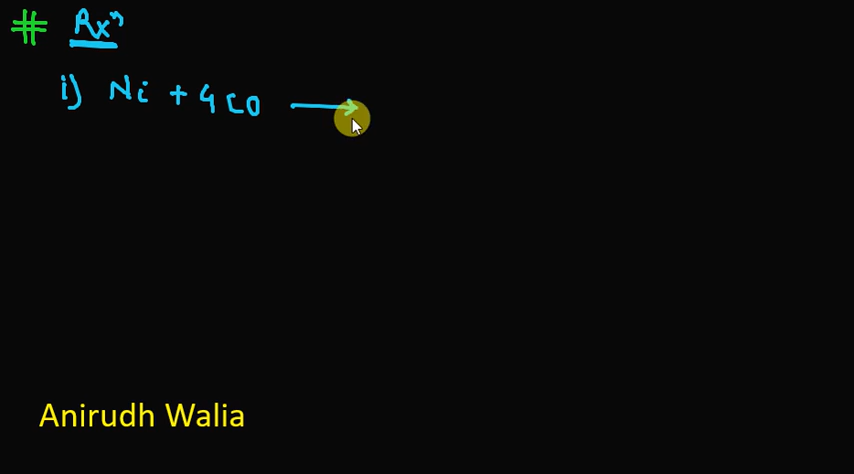 # Rxⁿ
i) Ni + 4CO ⟶
Anirudh Walia